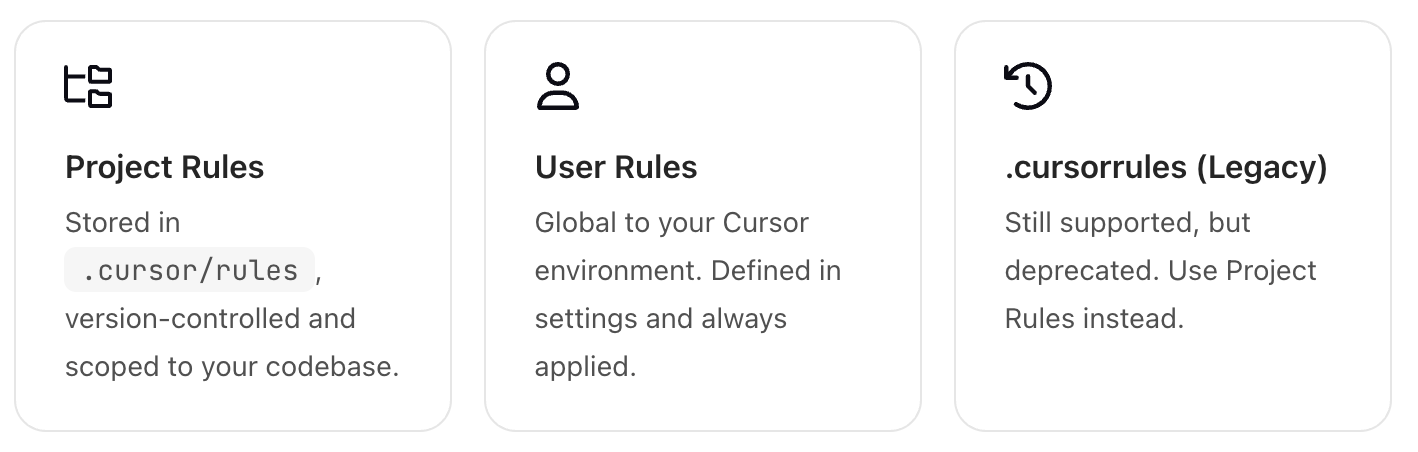 Project Rules
Stored in
.cursor/rules,
version-controlled and
scoped to your codebase.
User Rules
Global to your Cursor
environment. Defined in
settings and always
applied.
.cursorrules (Legacy)
Still supported, but
deprecated. Use Project
Rules instead.